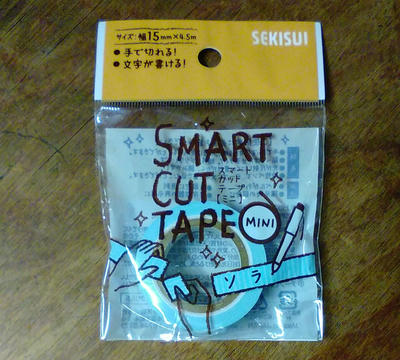 サイズ:幅15mm×4.5m
SEKISUI
●手で切れる!
●文字が書ける!
SMART
CUT
TAPE
スマート
カット
テープ
[ミニ]
MINI
ソラ